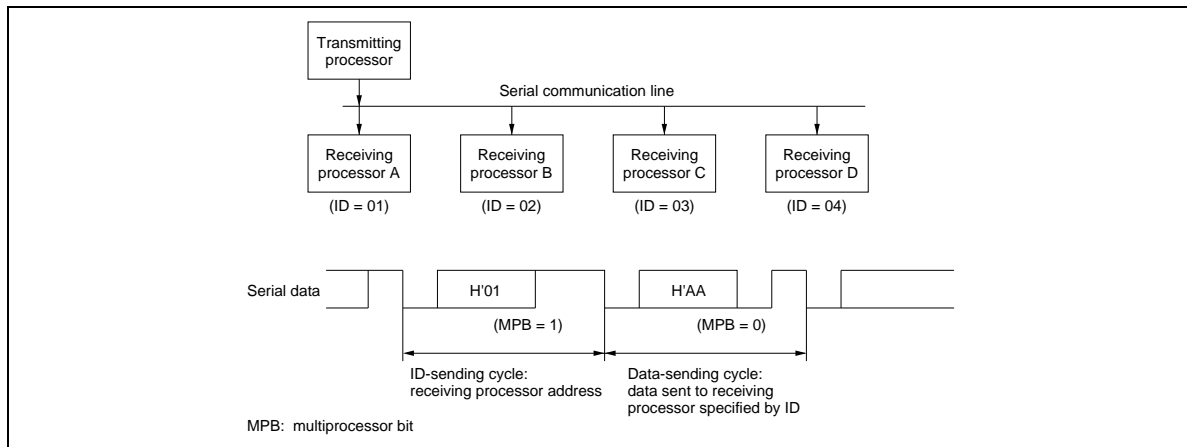 Transmitting
processor
Serial communication line
Receiving
processor A
Receiving
processor B
Receiving
processor C
Receiving
processor D
(ID = 01)
(ID = 02)
(ID = 03)
(ID = 04)
Serial data
H'01
H'AA
(MPB = 1)
(MPB = 0)
ID-sending cycle:
receiving processor address
Data-sending cycle:
data sent to receiving
processor specified by ID
MPB: multiprocessor bit